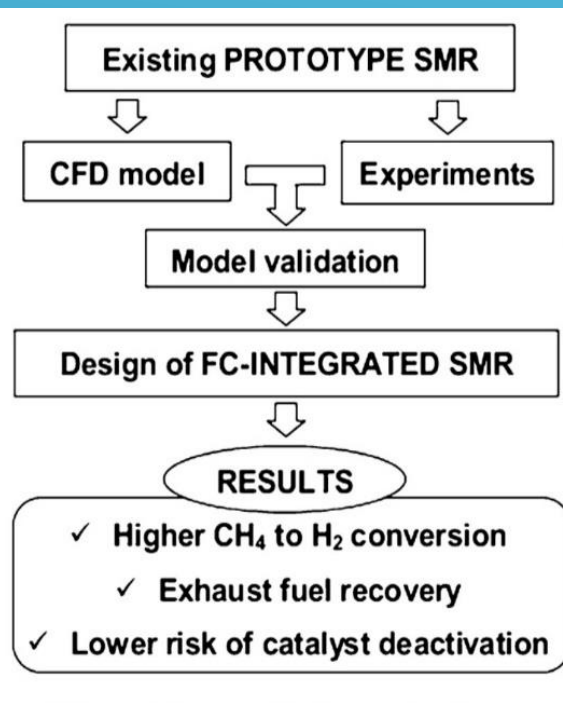 Existing PROTOTYPE SMR
CFD model
Experiments
Model validation
Design of FC-INTEGRATED SMR
RESULTS
✓ Higher CH₄ to H₂ conversion
✓ Exhaust fuel recovery
✓ Lower risk of catalyst deactivation